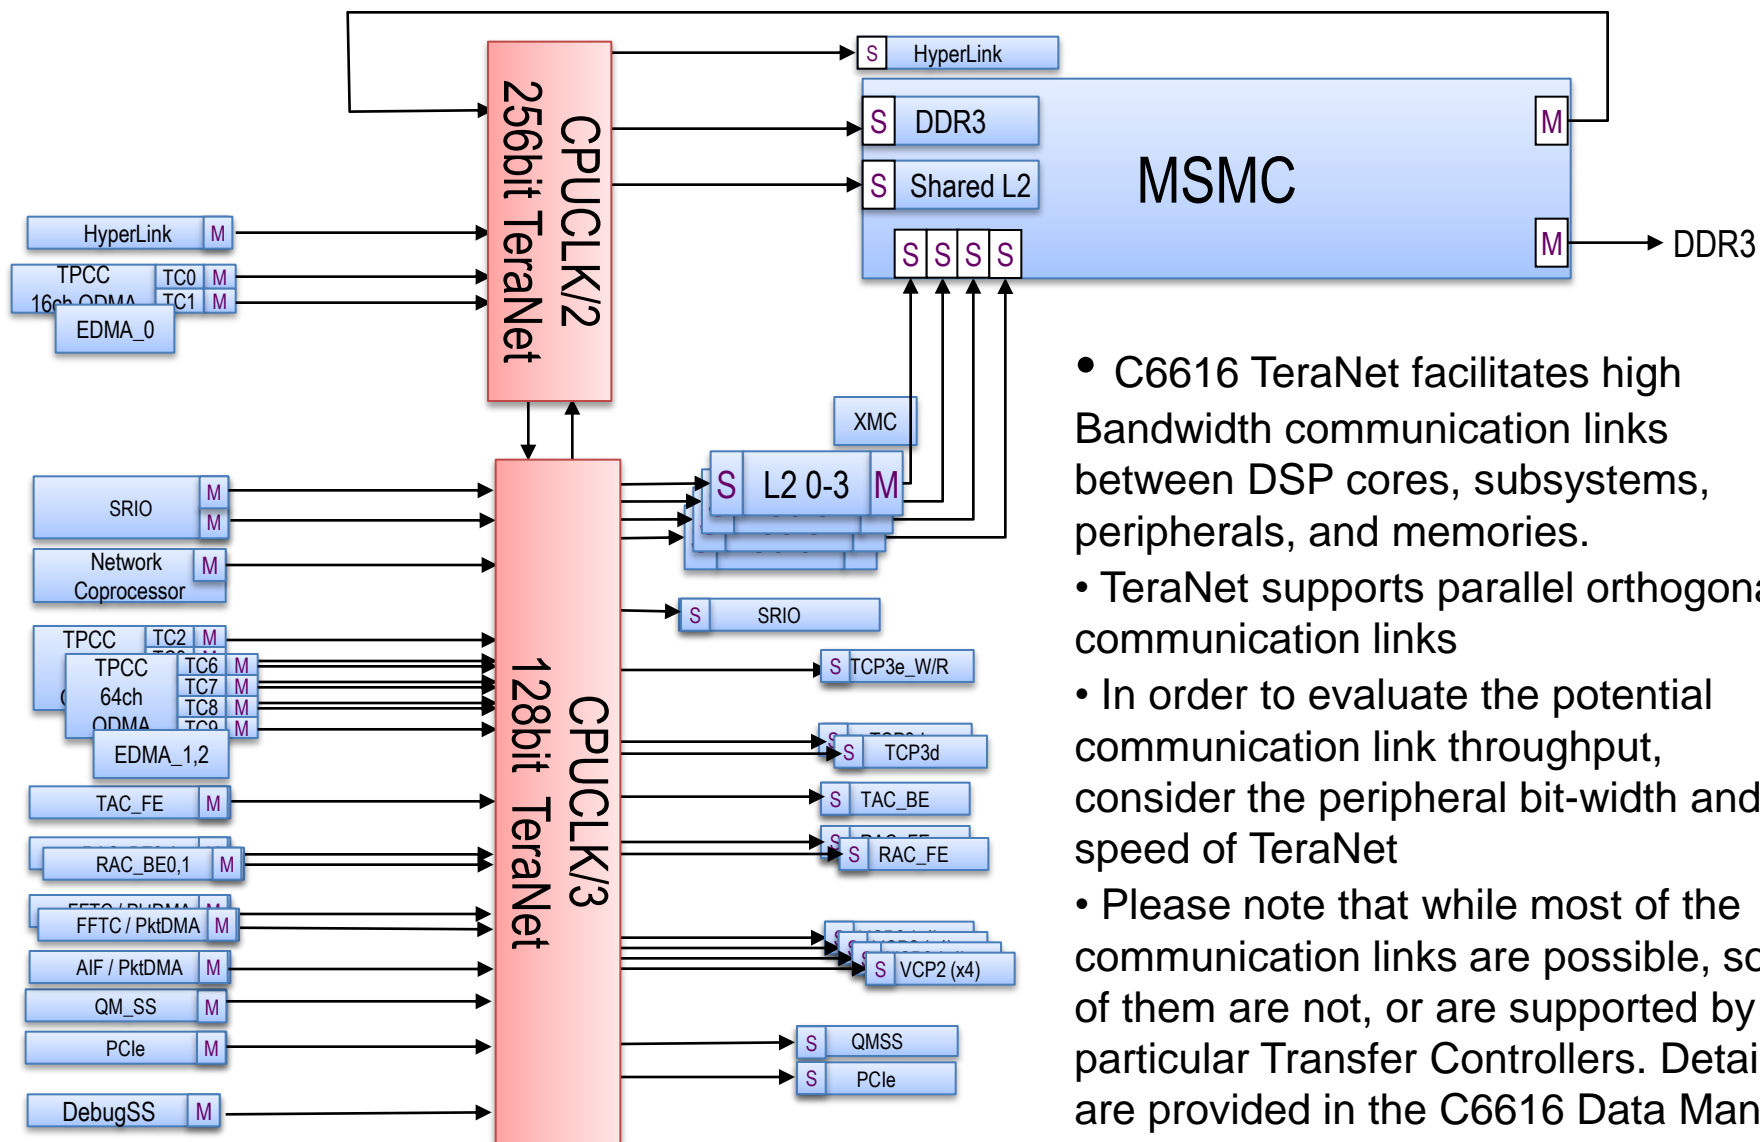 S HyperLink
CPUCLK/2
256bit TeraNet
S DDR3
M
MSMC
S Shared L2
HyperLink M
S S S S
M
DDR3
TPCC TC0 M
TC1 M
EDMA_0
• C6616 TeraNet facilitates high
Bandwidth communication links
between DSP cores, subsystems,
peripherals, and memories.
• TeraNet supports parallel
communication links
• In order to evaluate the potential
communication link throughput,
consider the peripheral bit-width and
speed of TeraNet
• Please note that while most of the
communication links are possible,
of them are not, or are supported by
particular Transfer Controllers.
are provided in the C6616 Data
XMC
S L2 0-3 M
CPUCLK/3
128bit TeraNet
SRIO M
M
Network M
Coprocessor
TPCC TC2 M
TPCC TC6 M
64ch TC7 M
QDMA TC8 M
TC9 M
EDMA_1,2
TAC_FE M
RAC_BE0,1 M
FFTC / PktDMA M
AIF / PktDMA M
QM_SS M
PCIe M
DebugSS M
S SRIO
S TCP3e_W/R
S
S TCP3d
S TAC_BE
S RAC_FE
S RAC_FE
S
S
S
S VCP2 (x4)
S QMSS
S PCIe